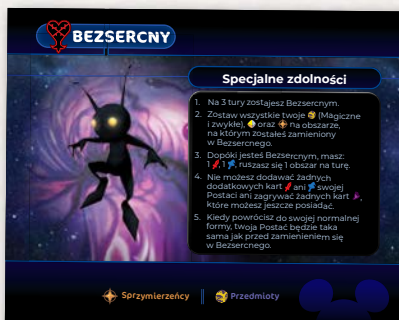 BEZSERCNY
Specjalne zdolności
1. Na 3 tury zostajesz Bezsercnym.
2. Zostaw wszystkie twoje (Magiczne
i zwykłe), oraz na obszarze,
na którym zostałeś zamieniony
w Bezsercnego.
3. Dopóki jesteś Bezsercnym, masz:
1, 1, ruszasz się 1 obszar na turę.
4. Nie możesz dodawać żadnych
dodatkowych kart ani swojej
Postaci ani zagrywać żadnych kart,
które możesz jeszcze posiadać.
5. Kiedy powrócisz do swojej normalnej
formy, twoja Postać będzie taka
sama jak przed zamienieniem się
w Bezsercnego.
Sprzymierzeńcy || Przedmioty